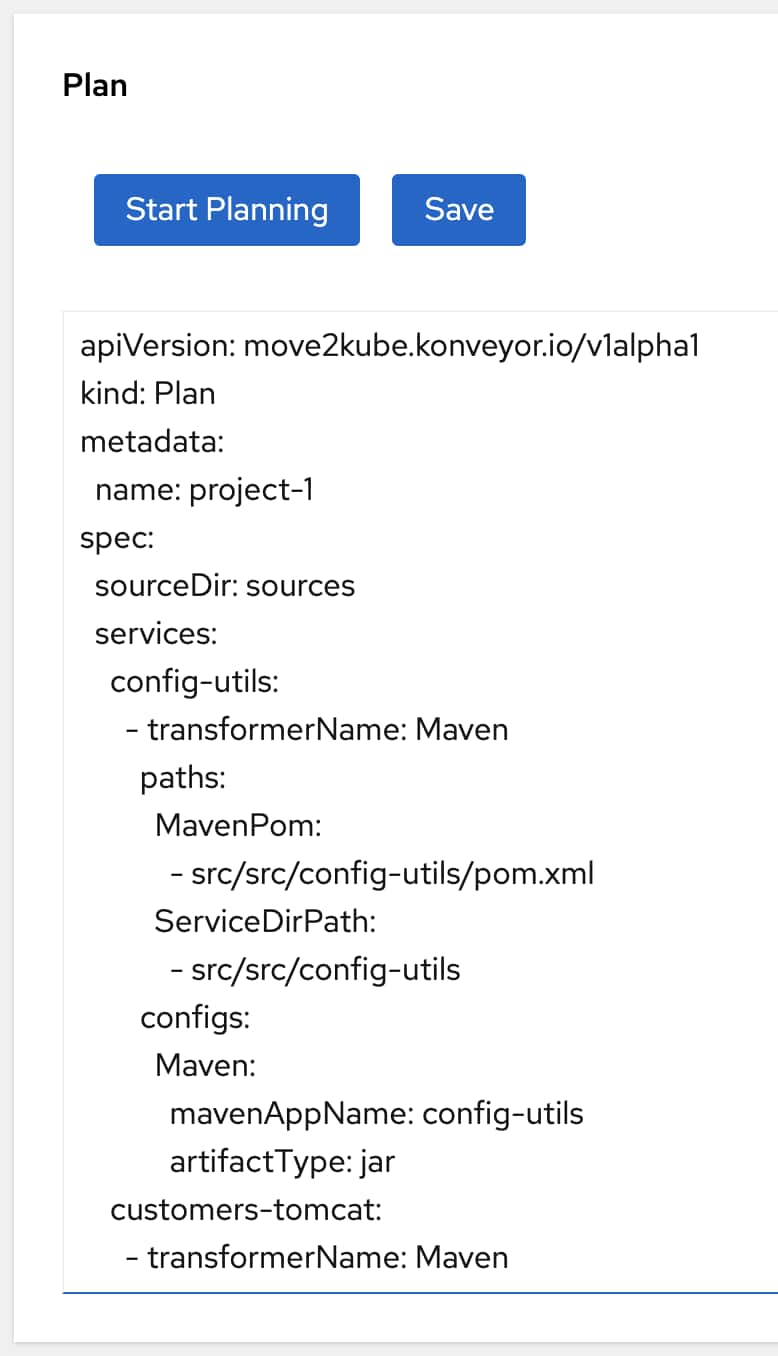 Plan
Start Planning
Save
apiVersion: move2kube.konveyor.io/v1alpha1
kind: Plan
metadata:
  name: project-1
spec:
  sourceDir: sources
  services:
    config-utils:
      - transformerName: Maven
        paths:
          MavenPom:
            - src/src/config-utils/pom.xml
          ServiceDirPath:
            - src/src/config-utils
        configs:
          Maven:
            mavenAppName: config-utils
            artifactType: jar
    customers-tomcat:
      - transformerName: Maven